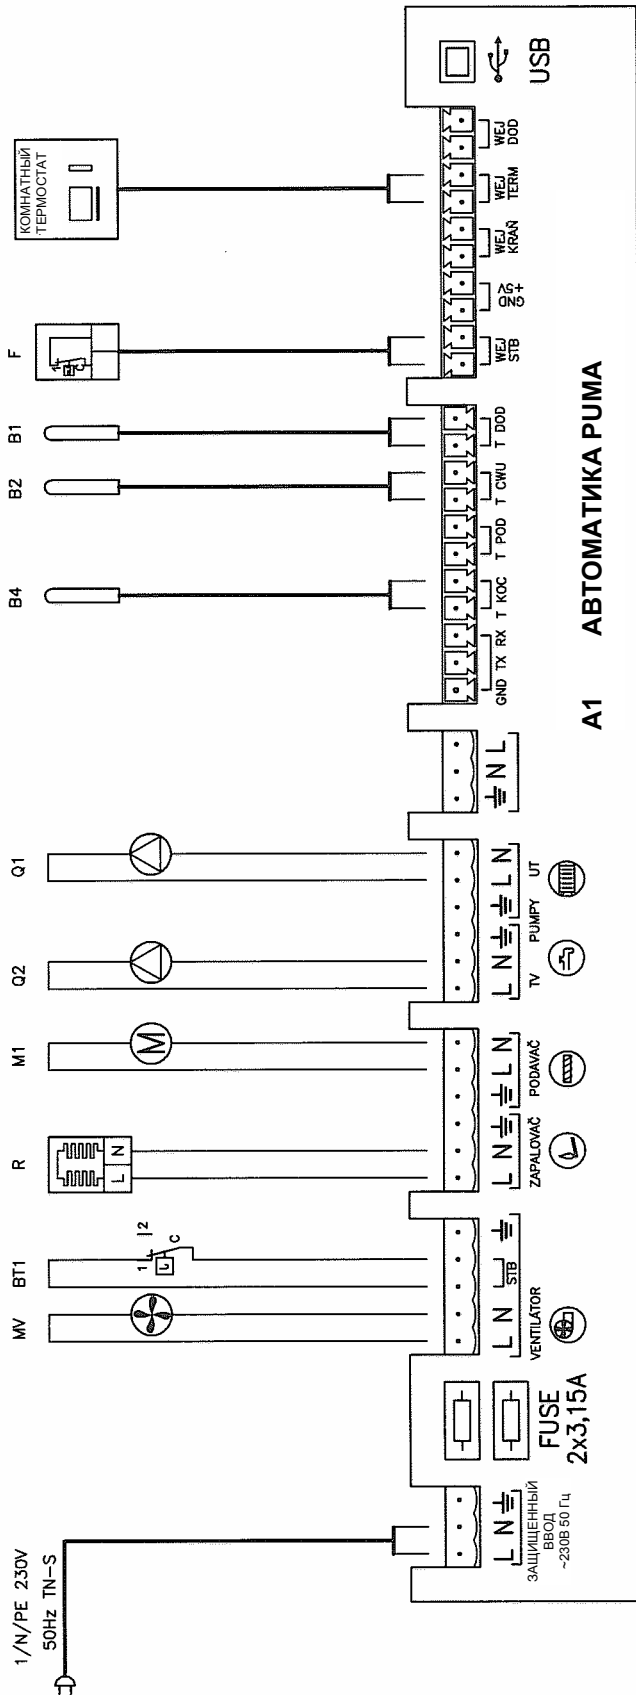 1/N/PE 230V
50Hz TN-S
MV
BT1
R
M1
Q2
Q1
B4
B2
B1
F
КОМНАТНЫЙ
ТЕРМОСТАТ
1
|2
C
L N
M
L N
ЗАЩИЩЕННЫЙ
ВВОД
~230В 50 Гц
FUSE
2x3,15A
L N
STB
VENTILÁTOR
L N
L N
ZAPALOVAČ
PODAVAČ
L N
L N
TV
PUMPY
UT
N L
GND TX RX
T KOC
T POD
T CWU
T DOD
WEJ
STB
GND
+5V
WEJ
KRAŃ
WEJ
TERM
WEJ
DOD
USB
A1 АВТОМАТИКА PUMA